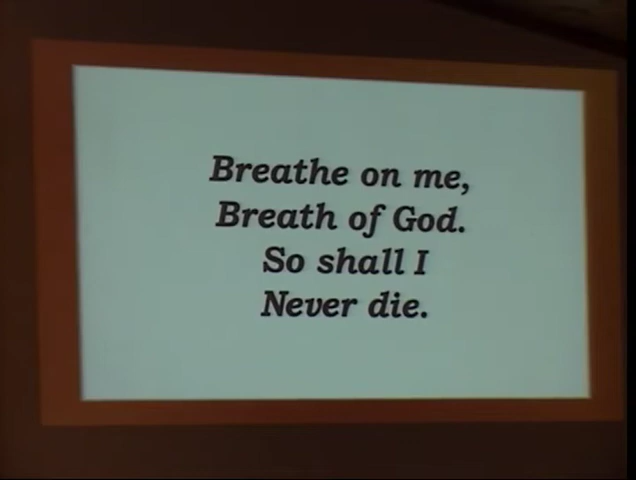 Breathe on me,
Breath of God.
So shall I
Never die.